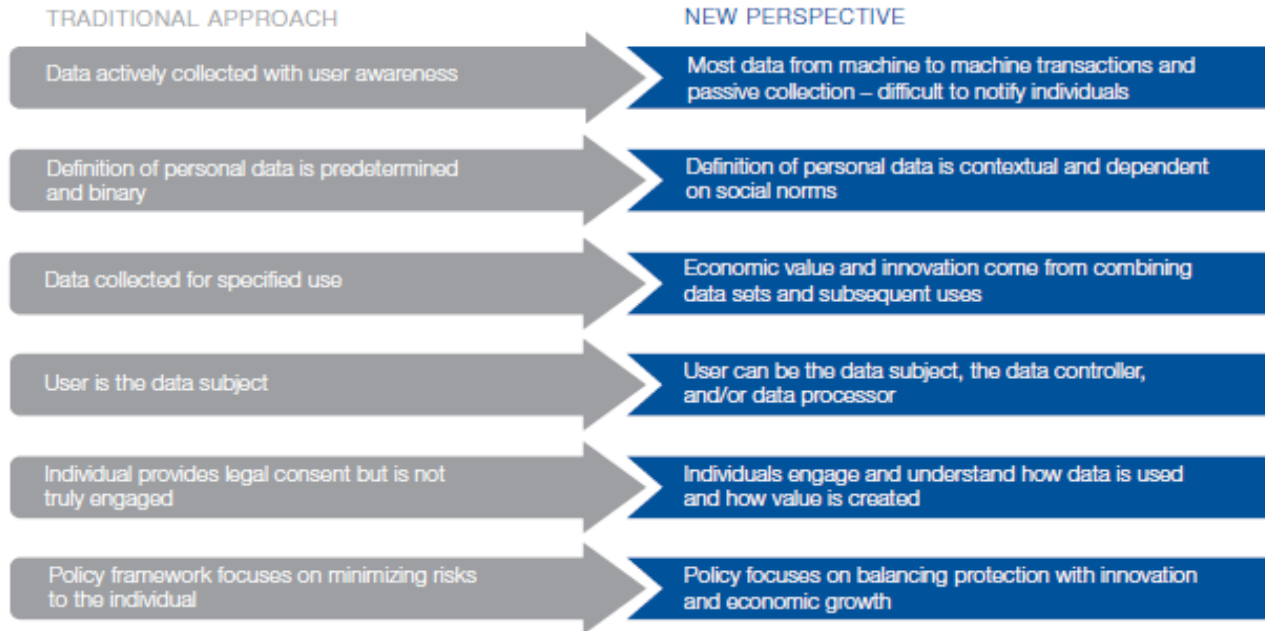 TRADITIONAL APPROACH
NEW PERSPECTIVE
Data actively collected with user awareness
Most data from machine to machine transactions and
passive collection – difficult to notify individuals
Definition of personal data is predetermined
and binary
Definition of personal data is contextual and dependent
on social norms
Data collected for specified use
Economic value and innovation come from combining
data sets and subsequent uses
User is the data subject
User can be the data subject, the data controller,
and/or data processor
Individual provides legal consent but is not
truly engaged
Individuals engage and understand how data is used
and how value is created
Policy framework focuses on minimizing risks
to the individual
Policy focuses on balancing protection with innovation
and economic growth